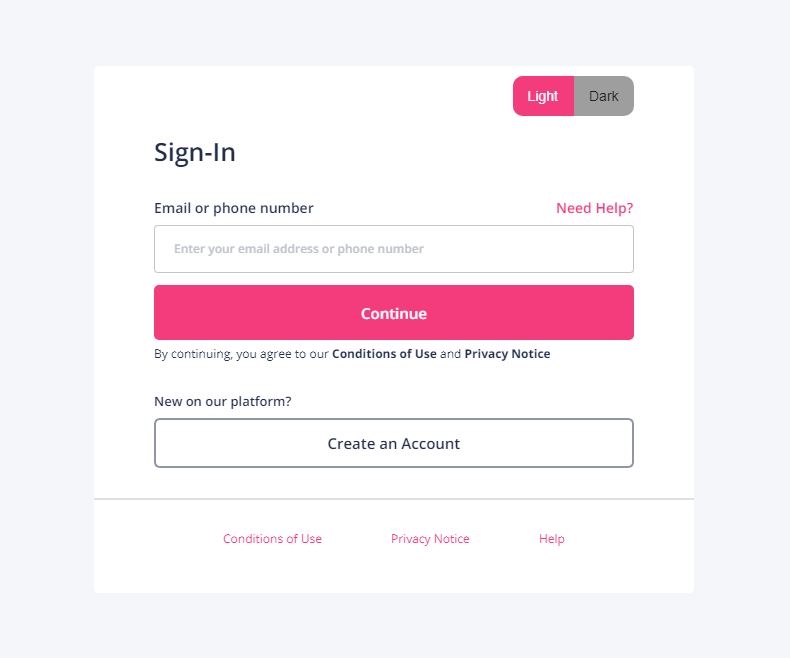 Light Dark
Sign-In
Email or phone number Need Help?
Enter your email address or phone number
Continue
By continuing, you agree to our Conditions of Use and Privacy Notice
New on our platform?
Create an Account
Conditions of Use Privacy Notice Help